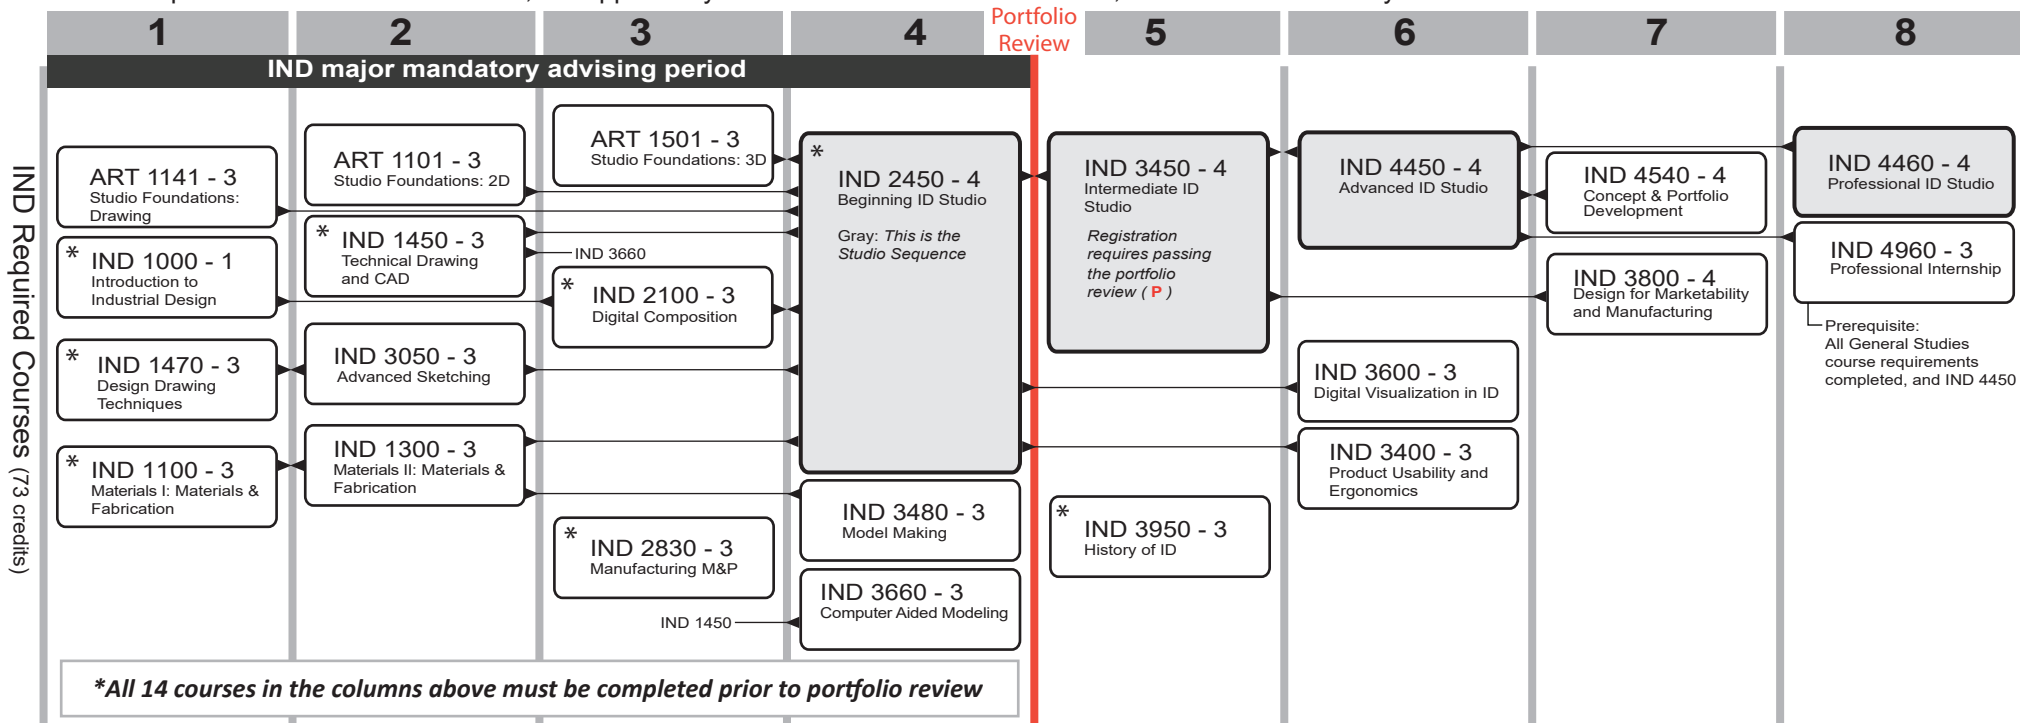 1
2
3
4
Portfolio
Review
5
6
7
8
IND major mandatory advising period
IND Required Courses (73 credits)
ART 1141 - 3
Studio Foundations:
Drawing
* IND 1000 - 1
Introduction to
Industrial Design
* IND 1470 - 3
Design Drawing
Techniques
* IND 1100 - 3
Materials I: Materials &
Fabrication
ART 1101 - 3
Studio Foundations: 2D
* IND 1450 - 3
Technical Drawing
and CAD
IND 3660
IND 3050 - 3
Advanced Sketching
IND 1300 - 3
Materials II: Materials &
Fabrication
ART 1501 - 3
Studio Foundations: 3D
* IND 2100 - 3
Digital Composition
* IND 2830 - 3
Manufacturing M&P
IND 1450
*
IND 2450 - 4
Beginning ID Studio
Gray: This is the
Studio Sequence
IND 3480 - 3
Model Making
IND 3660 - 3
Computer Aided Modeling
IND 3450 - 4
Intermediate ID
Studio
Registration
requires passing
the portfolio
review ( P )
* IND 3950 - 3
History of ID
IND 4450 - 4
Advanced ID Studio
IND 3600 - 3
Digital Visualization in ID
IND 3400 - 3
Product Usability and
Ergonomics
IND 4540 - 4
Concept & Portfolio
Development
IND 3800 - 4
Design for Marketability
and Manufacturing
IND 4460 - 4
Professional ID Studio
IND 4960 - 3
Professional Internship
Prerequisite:
All General Studies
course requirements
completed, and IND 4450
*All 14 courses in the columns above must be completed prior to portfolio review